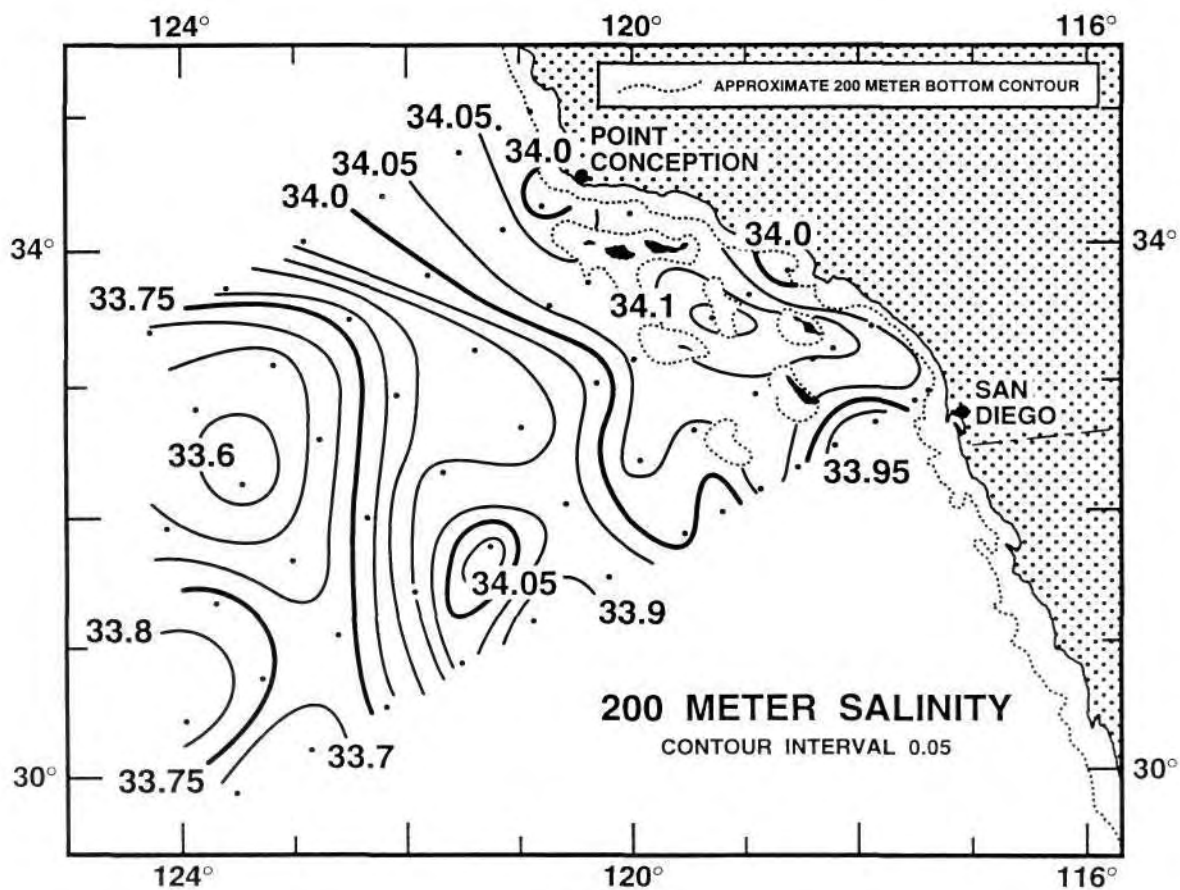 124° 120° 116°
APPROXIMATE 200 METER BOTTOM CONTOUR
34.05
34.0
POINT
CONCEPTION
34.05
34.0
34° 34.0 34°
33.75
34.1
SAN
DIEGO
33.6
33.95
34.05
33.9
33.8
200 METER SALINITY
CONTOUR INTERVAL 0.05
33.7
30° 33.75 30°
124° 120° 116°